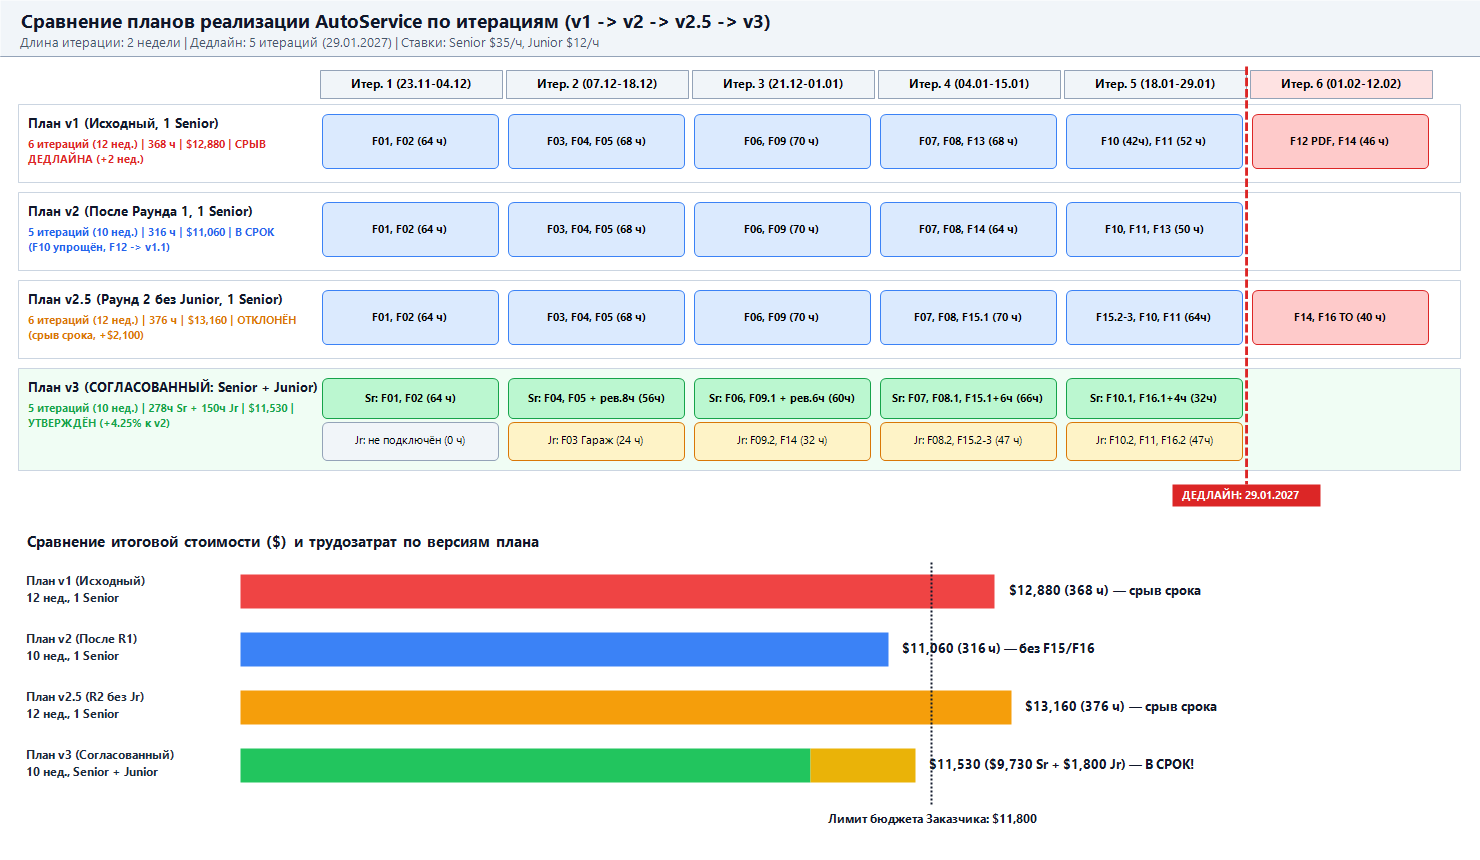 Сравнение планов реализации AutoService по итерациям (v1 -> v2 -> v2.5 -> v3)
Длина итерации: 2 недели | Дедлайн: 5 итераций (29.01.2027) | Ставки: Senior $35/ч, Junior $12/ч
Итер. 1 (23.11-04.12)
Итер. 2 (07.12-18.12)
Итер. 3 (21.12-01.01)
Итер. 4 (04.01-15.01)
Итер. 5 (18.01-29.01)
Итер. 6 (01.02-12.02)
План v1 (Исходный, 1 Senior)
6 итераций (12 нед.) | 368 ч | $12,880 | СРЫВ
ДЕДЛАЙНА (+2 нед.)
F01, F02 (64 ч)
F03, F04, F05 (68 ч)
F06, F09 (70 ч)
F07, F08, F13 (68 ч)
F10 (42ч), F11 (52 ч)
F12 PDF, F14 (46 ч)
План v2 (После Раунда 1, 1 Senior)
5 итераций (10 нед.) | 316 ч | $11,060 | В СРОК
(F10 упрощён, F12 -> v1.1)
F01, F02 (64 ч)
F03, F04, F05 (68 ч)
F06, F09 (70 ч)
F07, F08, F14 (64 ч)
F10, F11, F13 (50 ч)
План v2.5 (Раунд 2 без Junior, 1 Senior)
6 итераций (12 нед.) | 376 ч | $13,160 | ОТКЛОНЁН
(срыв срока, +$2,100)
F01, F02 (64 ч)
F03, F04, F05 (68 ч)
F06, F09 (70 ч)
F07, F08, F15.1 (70 ч)
F15.2-3, F10, F11 (64ч)
F14, F16 ТО (40 ч)
План v3 (СОГЛАСОВАННЫЙ: Senior + Junior)
5 итераций (10 нед.) | 278ч Sr + 150ч Jr | $11,530 |
УТВЕРЖДЁН (+4.25% к v2)
Sr: F01, F02 (64 ч)
Sr: F04, F05 + рев.8ч (56ч)
Sr: F06, F09.1 + рев.6ч (60ч)
Sr: F07, F08.1, F15.1+6ч (66ч)
Sr: F10.1, F16.1+4ч (32ч)
Jr: не подключён (0 ч)
Jr: F03 Гараж (24 ч)
Jr: F09.2, F14 (32 ч)
Jr: F08.2, F15.2-3 (47 ч)
Jr: F10.2, F11, F16.2 (47ч)
ДЕДЛАЙН: 29.01.2027
Сравнение итоговой стоимости ($) и трудозатрат по версиям плана
План v1 (Исходный)
12 нед., 1 Senior
$12,880 (368 ч) — срыв срока
План v2 (После R1)
10 нед., 1 Senior
$11,060 (316 ч) — без F15/F16
План v2.5 (R2 без Jr)
12 нед., 1 Senior
$13,160 (376 ч) — срыв срока
План v3 (Согласованный)
10 нед., Senior + Junior
$11,530 ($9,730 Sr + $1,800 Jr) — В СРОК!
Лимит бюджета Заказчика: $11,800